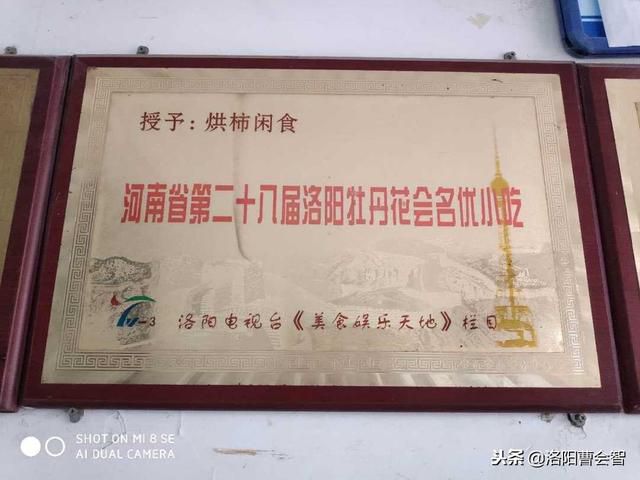 授予：烘柿闲食
河南省第二十八届洛阳牡丹花会名优小吃
-3 洛阳电视台《美食娱乐天地》栏目
SHOT ON MI 8 SE
AI DUAL CAMERA
头条@洛阳曹会智